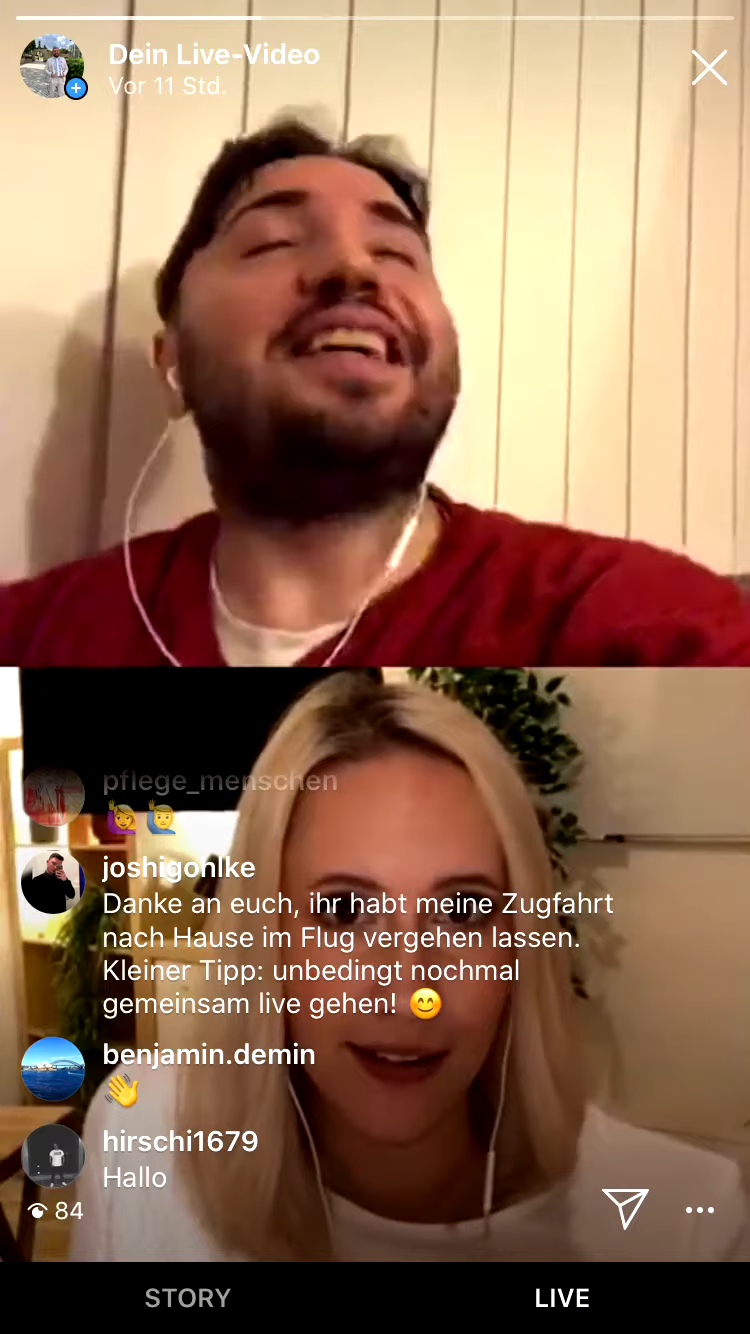 Dein Live-Video
Vor 11 Std.
pflege_menschen
🙋‍♀️🙋‍♂️
joshigohlke
Danke an euch, ihr habt meine Zugfahrt
nach Hause im Flug vergehen lassen.
Kleiner Tipp: unbedingt nochmal
gemeinsam live gehen! 😊
benjamin.demin
👋
hirschi1679
Hallo
84
STORY
LIVE